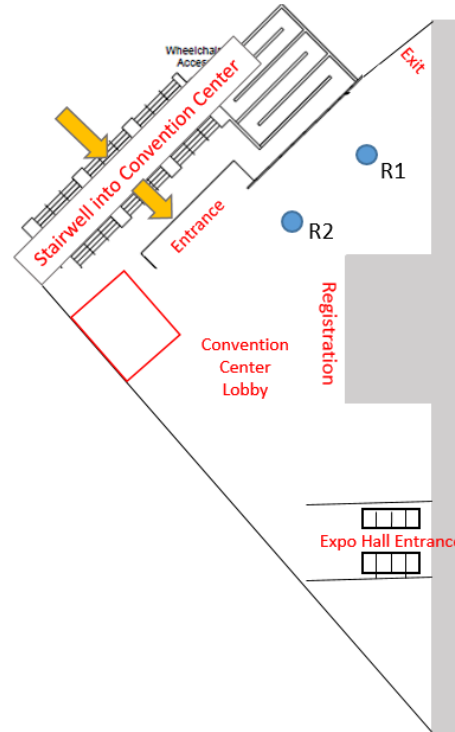 Wheelchair
Access
Stairwell into Convention Center
Exit
R1
Entrance
R2
Registration
Convention
Center
Lobby
Expo Hall Entrance